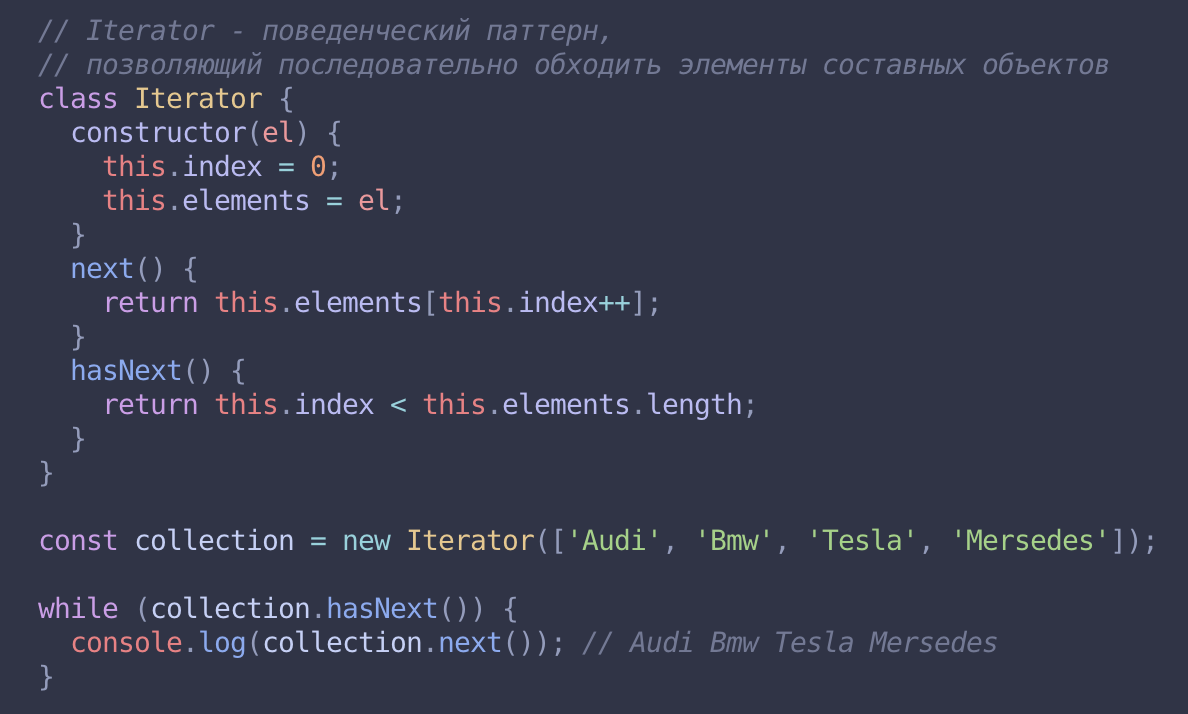 // Iterator - поведенческий паттерн,
// позволяющий последовательно обходить элементы составных объектов
class Iterator {
  constructor(el) {
    this.index = 0;
    this.elements = el;
  }
  next() {
    return this.elements[this.index++];
  }
  hasNext() {
    return this.index < this.elements.length;
  }
}

const collection = new Iterator(['Audi', 'Bmw', 'Tesla', 'Mersedes']);

while (collection.hasNext()) {
  console.log(collection.next()); // Audi Bmw Tesla Mersedes
}